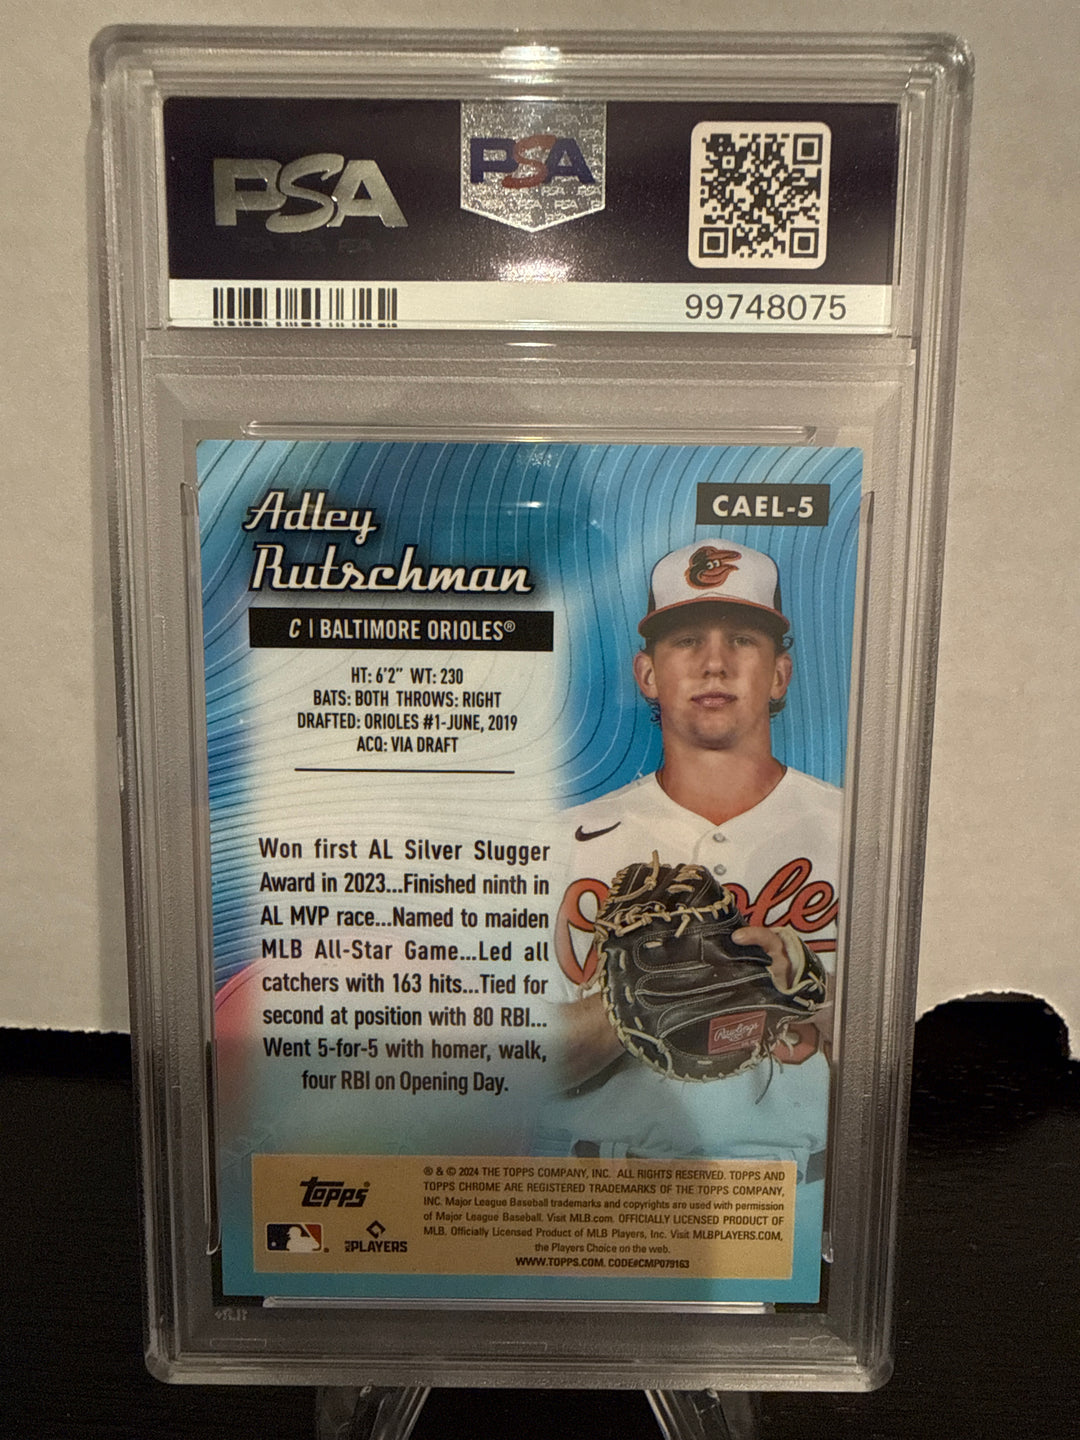 PSA
PSA
99748075
CAEL-5
Adley
Rutschman
C | BALTIMORE ORIOLES®
HT: 6'2" WT: 230
BATS: BOTH THROWS: RIGHT
DRAFTED: ORIOLES #1-JUNE, 2019
ACQ: VIA DRAFT
Won first AL Silver Slugger
Award in 2023...Finished ninth in
AL MVP race...Named to maiden
MLB All-Star Game...Led all
catchers with 163 hits...Tied for
second at position with 80 RBI...
Went 5-for-5 with homer, walk,
four RBI on Opening Day.
Rawlings
topps
PLAYERS
® & © 2024 THE TOPPS COMPANY, INC. ALL RIGHTS RESERVED. TOPPS AND
TOPPS CHROME ARE REGISTERED TRADEMARKS OF THE TOPPS COMPANY,
INC. Major League Baseball trademarks and copyrights are used with permission
of Major League Baseball. Visit MLB.com. OFFICIALLY LICENSED PRODUCT OF
MLB. Officially Licensed Product of MLB Players, Inc. Visit MLBPLAYERS.COM,
the Players Choice on the web.
WWW.TOPPS.COM. CODE#CMP079163